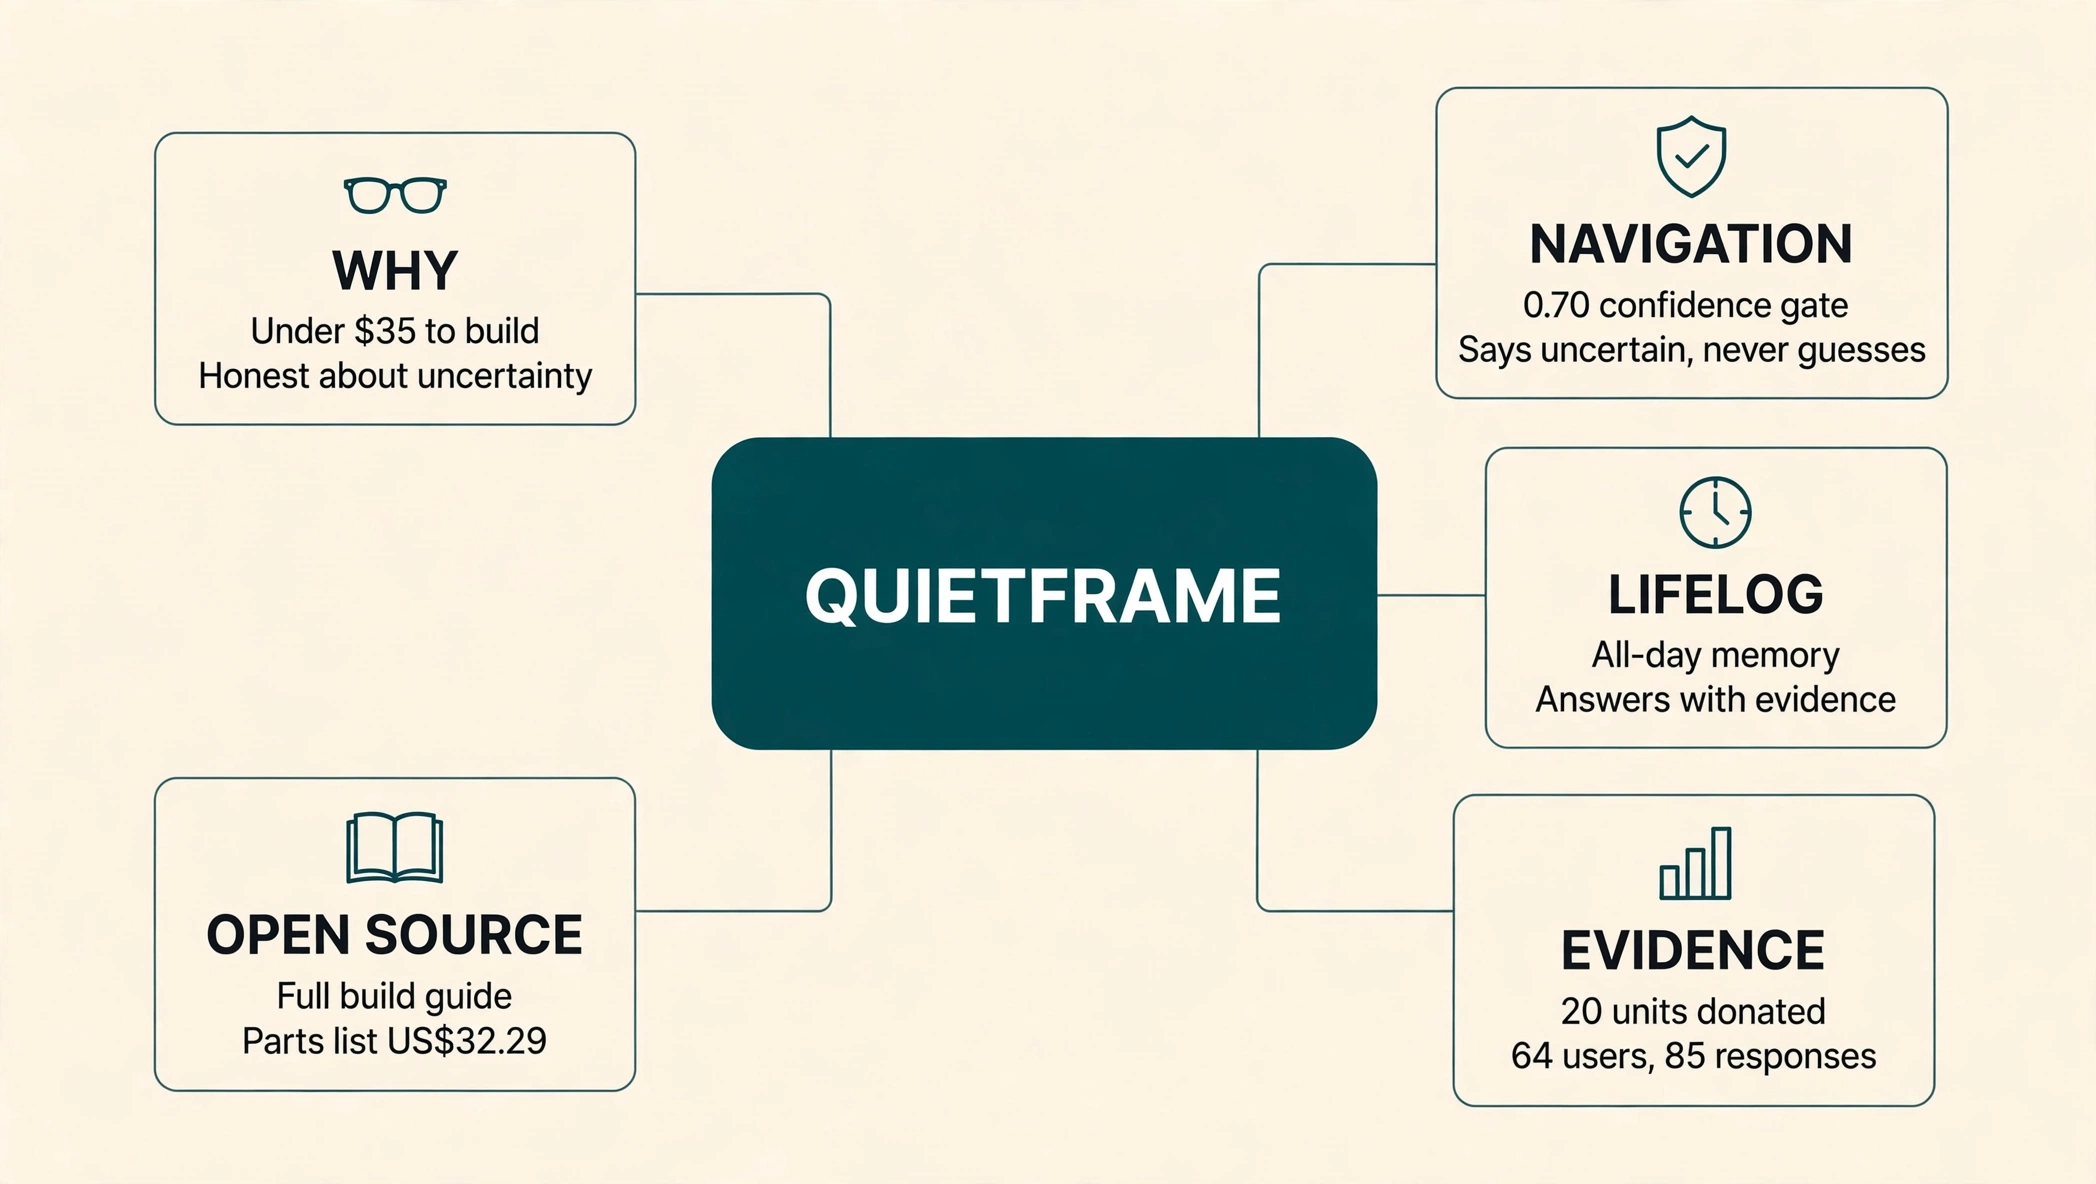 WHY
Under $35 to build
Honest about uncertainty
OPEN SOURCE
Full build guide
Parts list US$32.29
QUIETFRAME
NAVIGATION
0.70 confidence gate
Says uncertain, never guesses
LIFELOG
All-day memory
Answers with evidence
EVIDENCE
20 units donated
64 users, 85 responses